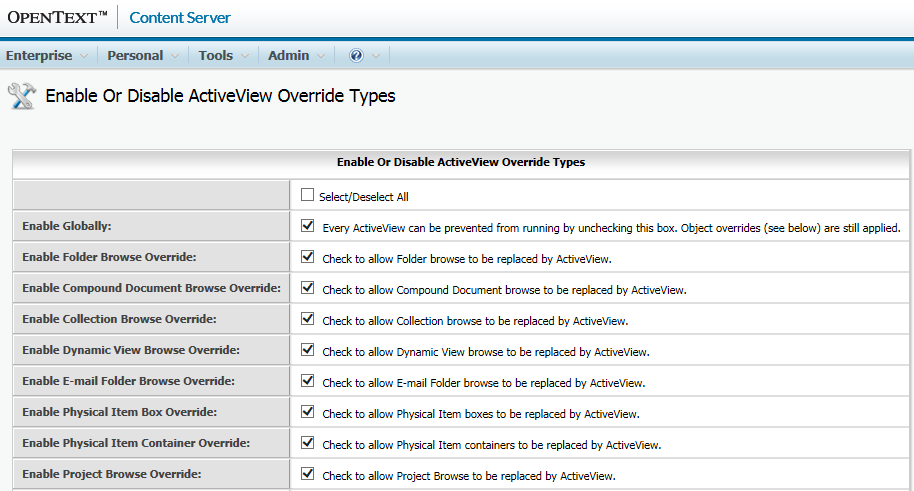 OPENTEXT™ Content Server
Enterprise Personal Tools Admin ?
Enable Or Disable ActiveView Override Types
Enable Or Disable ActiveView Override Types
Select/Deselect All
Enable Globally: Every ActiveView can be prevented from running by unchecking this box. Object overrides (see below) are still applied.
Enable Folder Browse Override: Check to allow Folder browse to be replaced by ActiveView.
Enable Compound Document Browse Override: Check to allow Compound Document browse to be replaced by ActiveView.
Enable Collection Browse Override: Check to allow Collection browse to be replaced by ActiveView.
Enable Dynamic View Browse Override: Check to allow Dynamic View browse to be replaced by ActiveView.
Enable E-mail Folder Browse Override: Check to allow E-mail Folder browse to be replaced by ActiveView.
Enable Physical Item Box Override: Check to allow Physical Item boxes to be replaced by ActiveView.
Enable Physical Item Container Override: Check to allow Physical Item containers to be replaced by ActiveView.
Enable Project Browse Override: Check to allow Project Browse to be replaced by ActiveView.